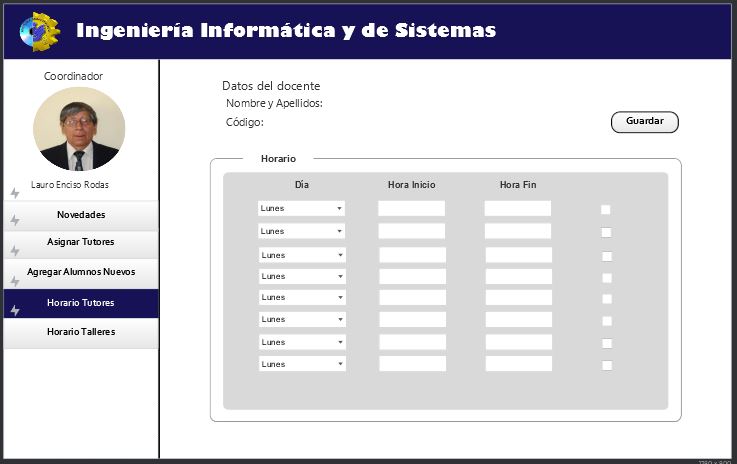 Ingeniería Informática y de Sistemas
Coordinador
Lauro Enciso Rodas
Novedades
Asignar Tutores
Agregar Alumnos Nuevos
Horario Tutores
Horario Talleres
Datos del docente
Nombre y Apellidos:
Código:
Guardar
Horario
Día Hora Inicio Hora Fin
Lunes
Lunes
Lunes
Lunes
Lunes
Lunes
Lunes
Lunes